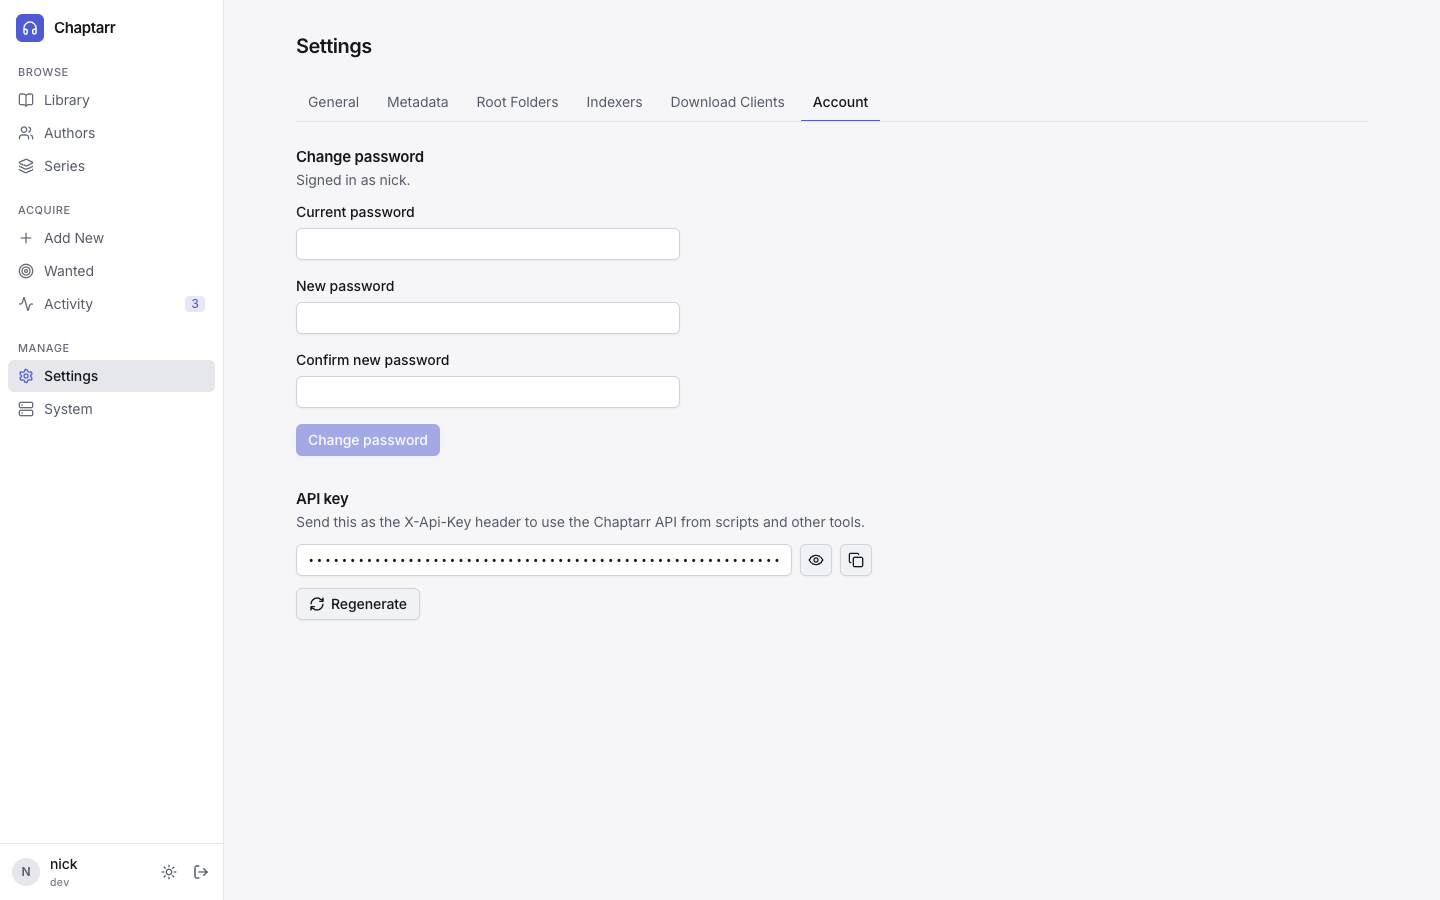 Chaptarr
BROWSE
Library
Authors
Series
ACQUIRE
Add New
Wanted
Activity 3
MANAGE
Settings
System
N
nick
dev
Settings
General Metadata Root Folders Indexers Download Clients Account
Change password
Signed in as nick.
Current password
New password
Confirm new password
Change password
API key
Send this as the X-Api-Key header to use the Chaptarr API from scripts and other tools.
Regenerate